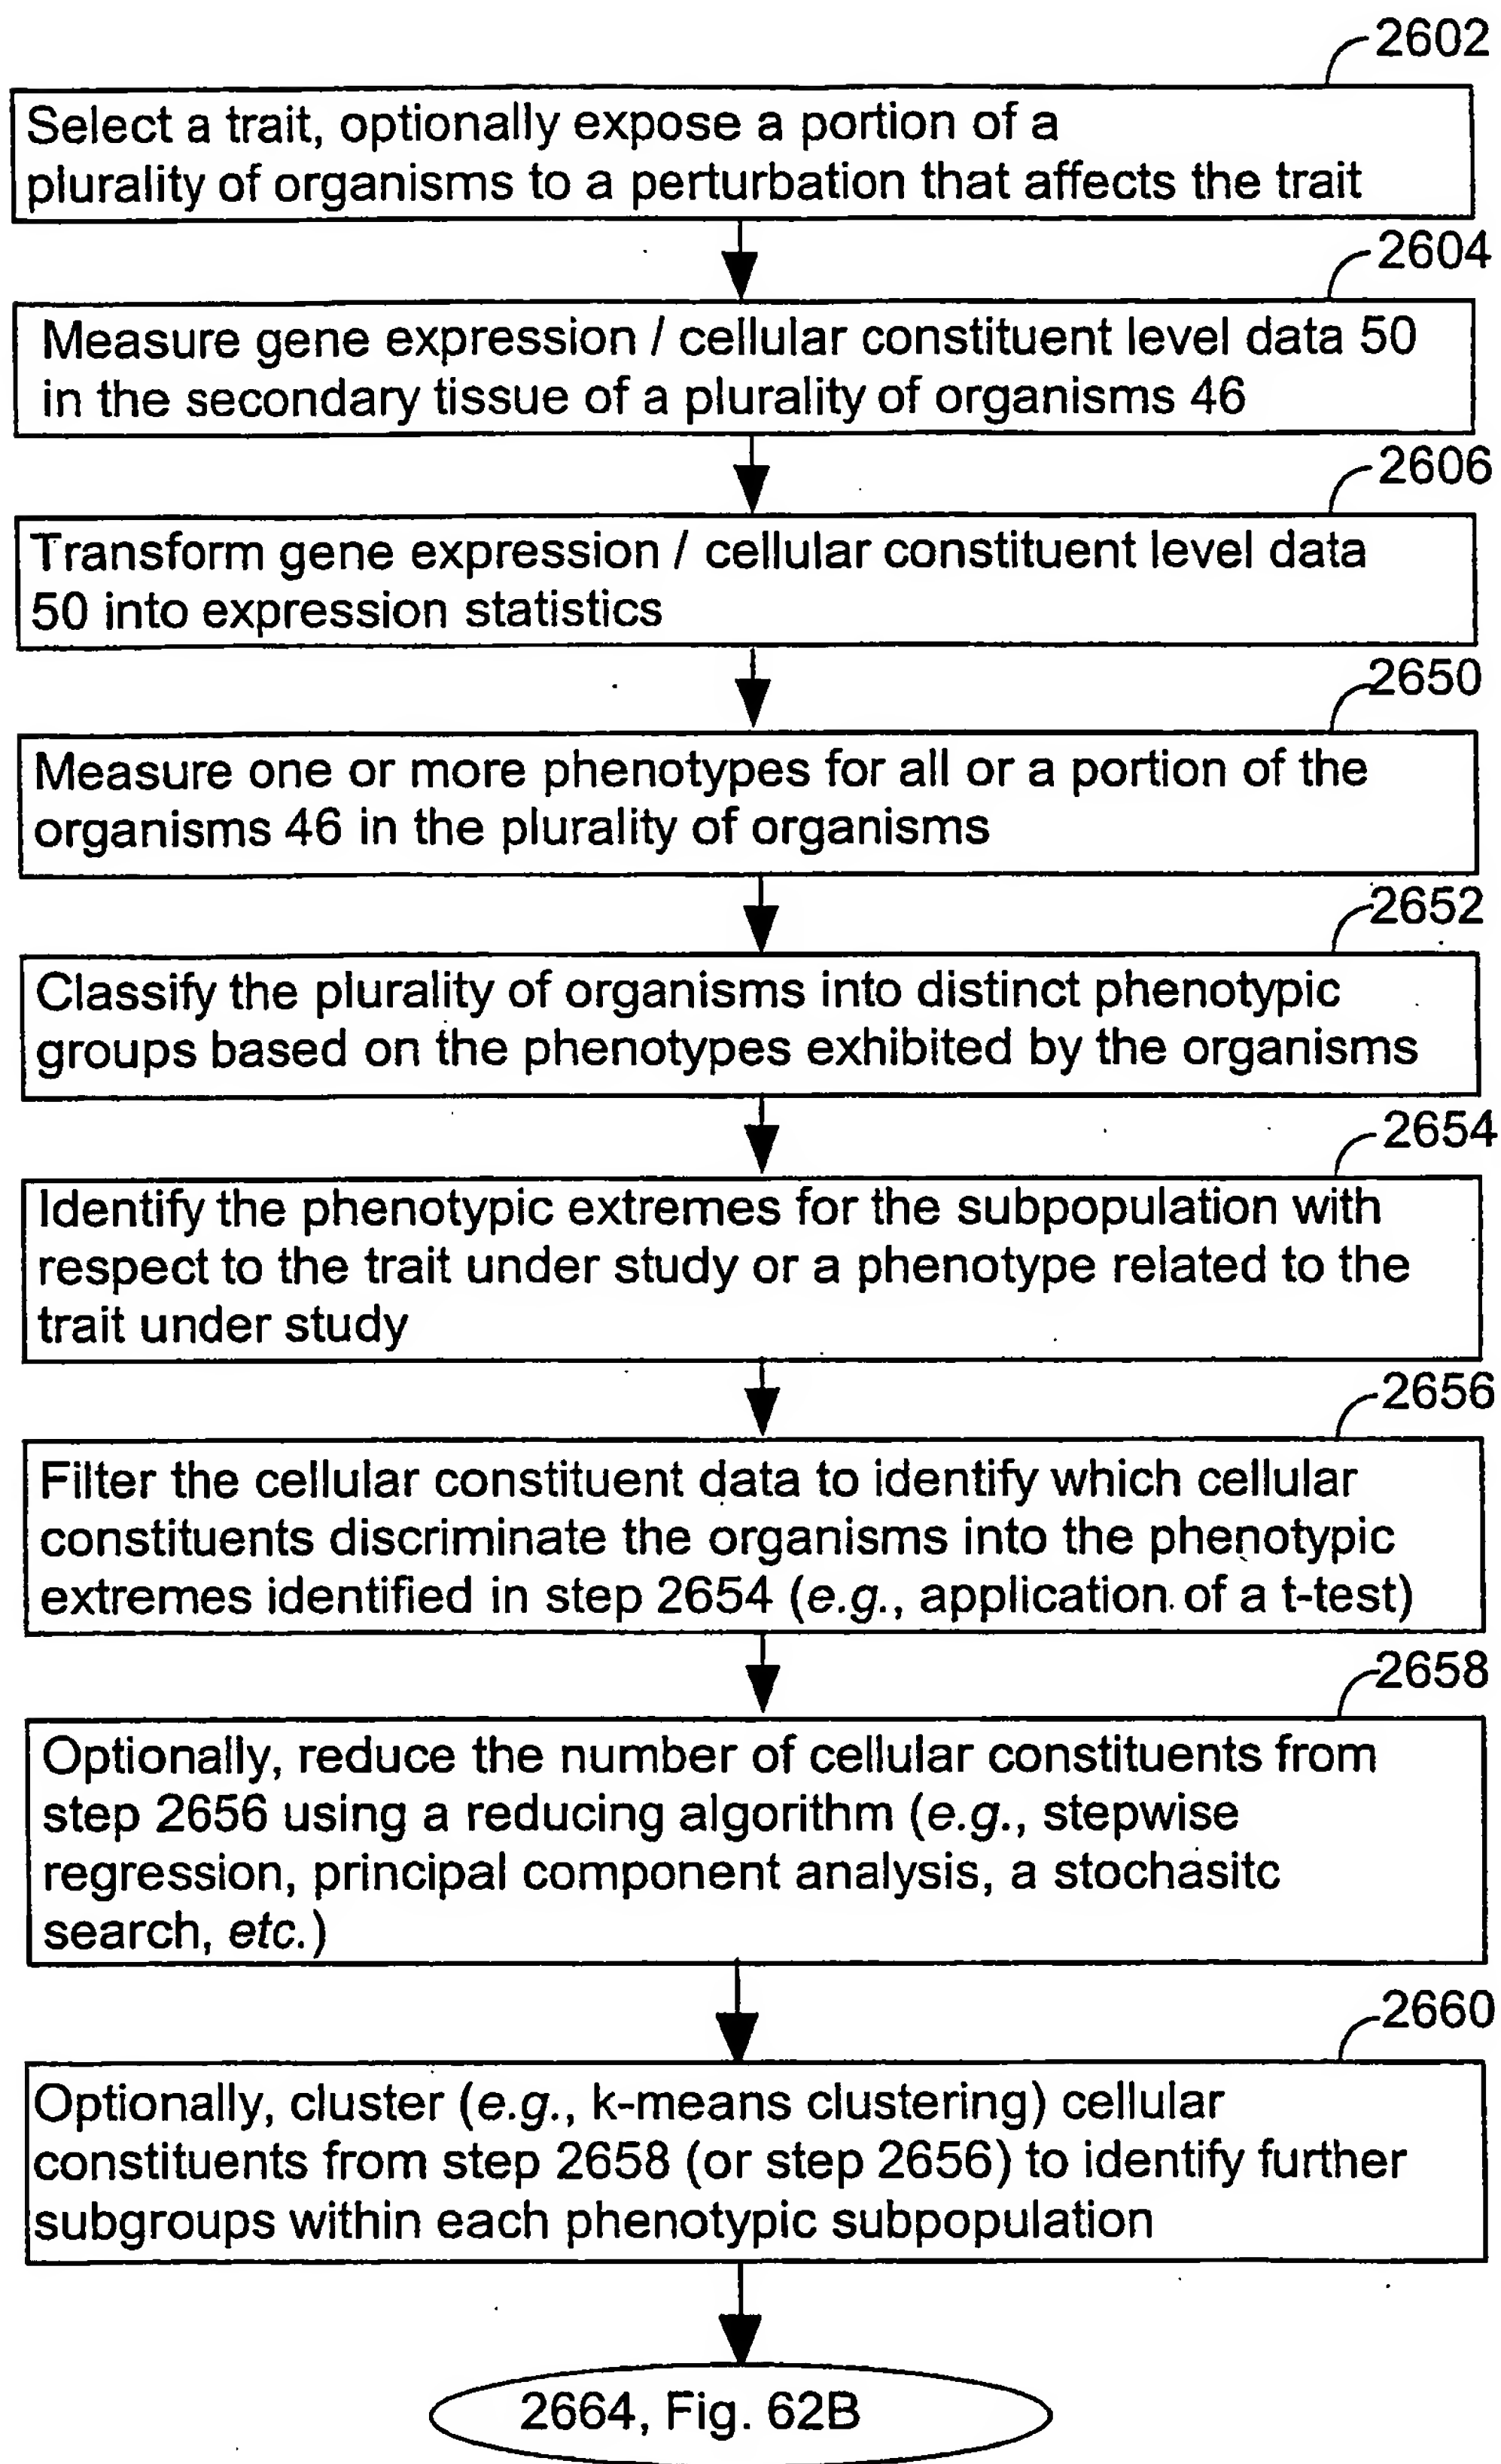 2602
Select a trait, optionally expose a portion of a
plurality of organisms to a perturbation that affects the trait
2604
Measure gene expression / cellular constituent level data 50
in the secondary tissue of a plurality of organisms 46
2606
Transform gene expression / cellular constituent level data
50 into expression statistics
2650
Measure one or more phenotypes for all or a portion of the
organisms 46 in the plurality of organisms
2652
Classify the plurality of organisms into distinct phenotypic
groups based on the phenotypes exhibited by the organisms
2654
Identify the phenotypic extremes for the subpopulation with
respect to the trait under study or a phenotype related to the
trait under study
2656
Filter the cellular constituent data to identify which cellular
constituents discriminate the organisms into the phenotypic
extremes identified in step 2654 (e.g., application of a t-test)
2658
Optionally, reduce the number of cellular constituents from
step 2656 using a reducing algorithm (e.g., stepwise
regression, principal component analysis, a stochasitc
search, etc.)
2660
Optionally, cluster (e.g., k-means clustering) cellular
constituents from step 2658 (or step 2656) to identify further
subgroups within each phenotypic subpopulation
2664, Fig. 62B